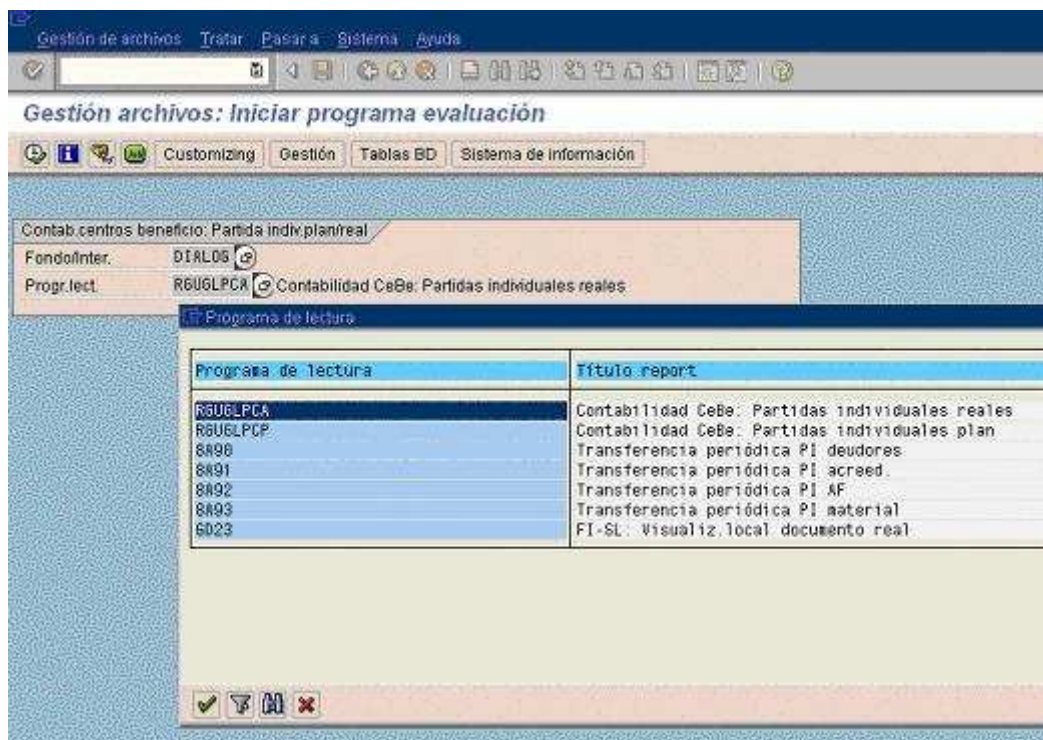 Gestión de archivos Tratar Pasar a Sistema Ayuda
Gestión archivos: Iniciar programa evaluación
Customizing Gestión Tablas BD Sistema de información
Contab.centros beneficio: Partida indiv.plan/real
Fondo/Inter. DIALOG
Progr.lect. R6UGLPCA Contabilidad CeBe: Partidas individuales reales
Programa de lectura
Programa de lectura Título report
R6UGLPCA Contabilidad CeBe: Partidas individuales reales
R6UGLPCP Contabilidad CeBe: Partidas individuales plan
8A90 Transferencia periódica PI deudores
8A91 Transferencia periódica PI acreed.
8A92 Transferencia periódica PI AF
8A93 Transferencia periódica PI material
6D23 FI-SL: Visualiz.local documento real